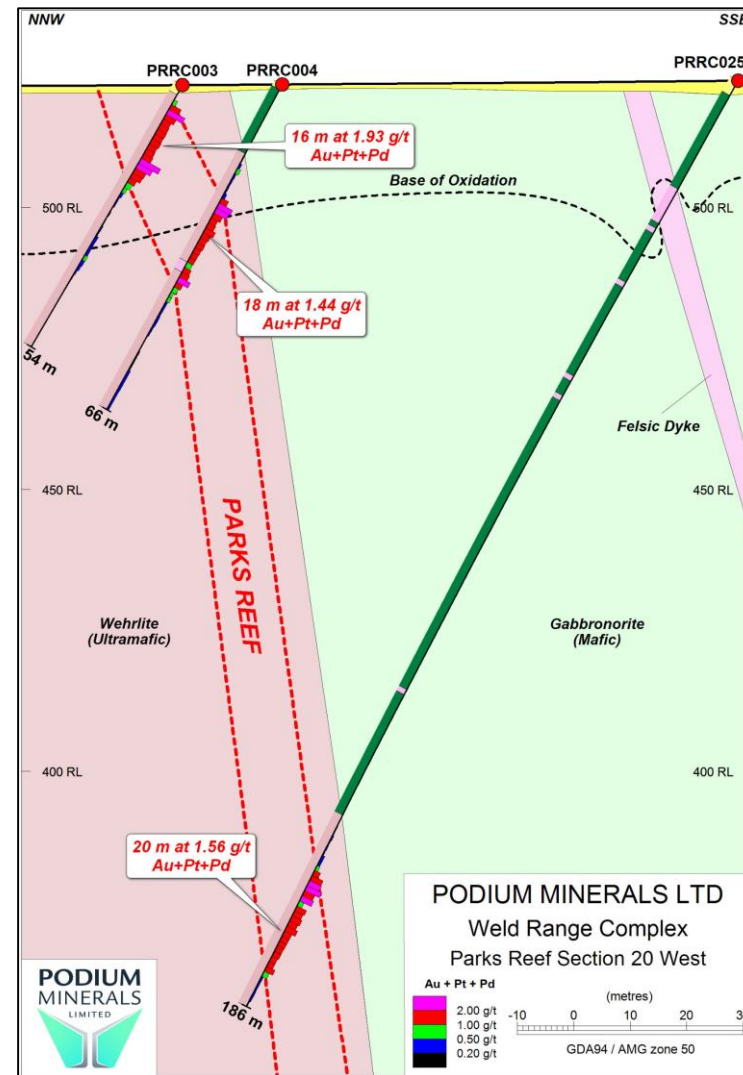 NNW
SSE
PRRC003
PRRC004
PRRC025
16 m at 1.93 g/t
Au+Pt+Pd
Base of Oxidation
500 RL
500 RL
18 m at 1.44 g/t
Au+Pt+Pd
54 m
66 m
Felsic Dyke
450 RL
450 RL
PARKS REEF
Wehrlite
(Ultramafic)
Gabbronorite
(Mafic)
400 RL
400 RL
20 m at 1.56 g/t
Au+Pt+Pd
186 m
PODIUM MINERALS LTD
Weld Range Complex
Parks Reef Section 20 West
Au + Pt + Pd
2.00 g/t
1.00 g/t
0.50 g/t
0.20 g/t
(metres)
-10 0 10 20
GDA94 / AMG zone 50
PODIUM
MINERALS
LIMITED